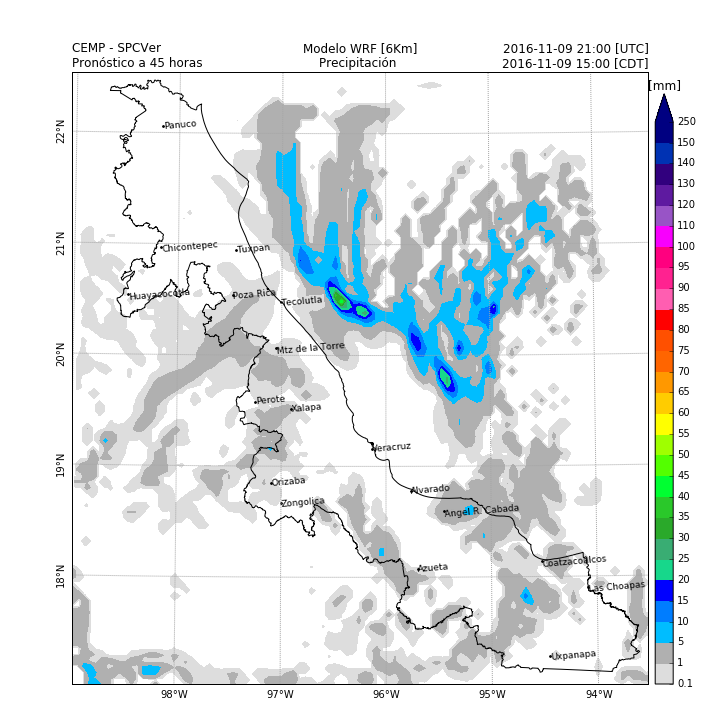 CEMP - SPCVer
Pronóstico a 45 horas
Modelo WRF [6Km]
Precipitación
2016-11-09 21:00 [UTC]
2016-11-09 15:00 [CDT]
[mm]
250
150
140
130
120
110
100
95
90
85
80
75
70
65
60
55
50
45
40
35
30
25
20
15
10
5
1
0.1
22°N
21°N
20°N
19°N
18°N
Panuco
Chicontepec
Tuxpan
Huayacocotla
Poza Rica
Tecolutla
Mtz de la Torre
Perote
Xalapa
Veracruz
Orizaba
Zongolica
Alvarado
Angel R. Cabada
Azueta
Coatzacoalcos
Las Choapas
Uxpanapa
98°W
97°W
96°W
95°W
94°W